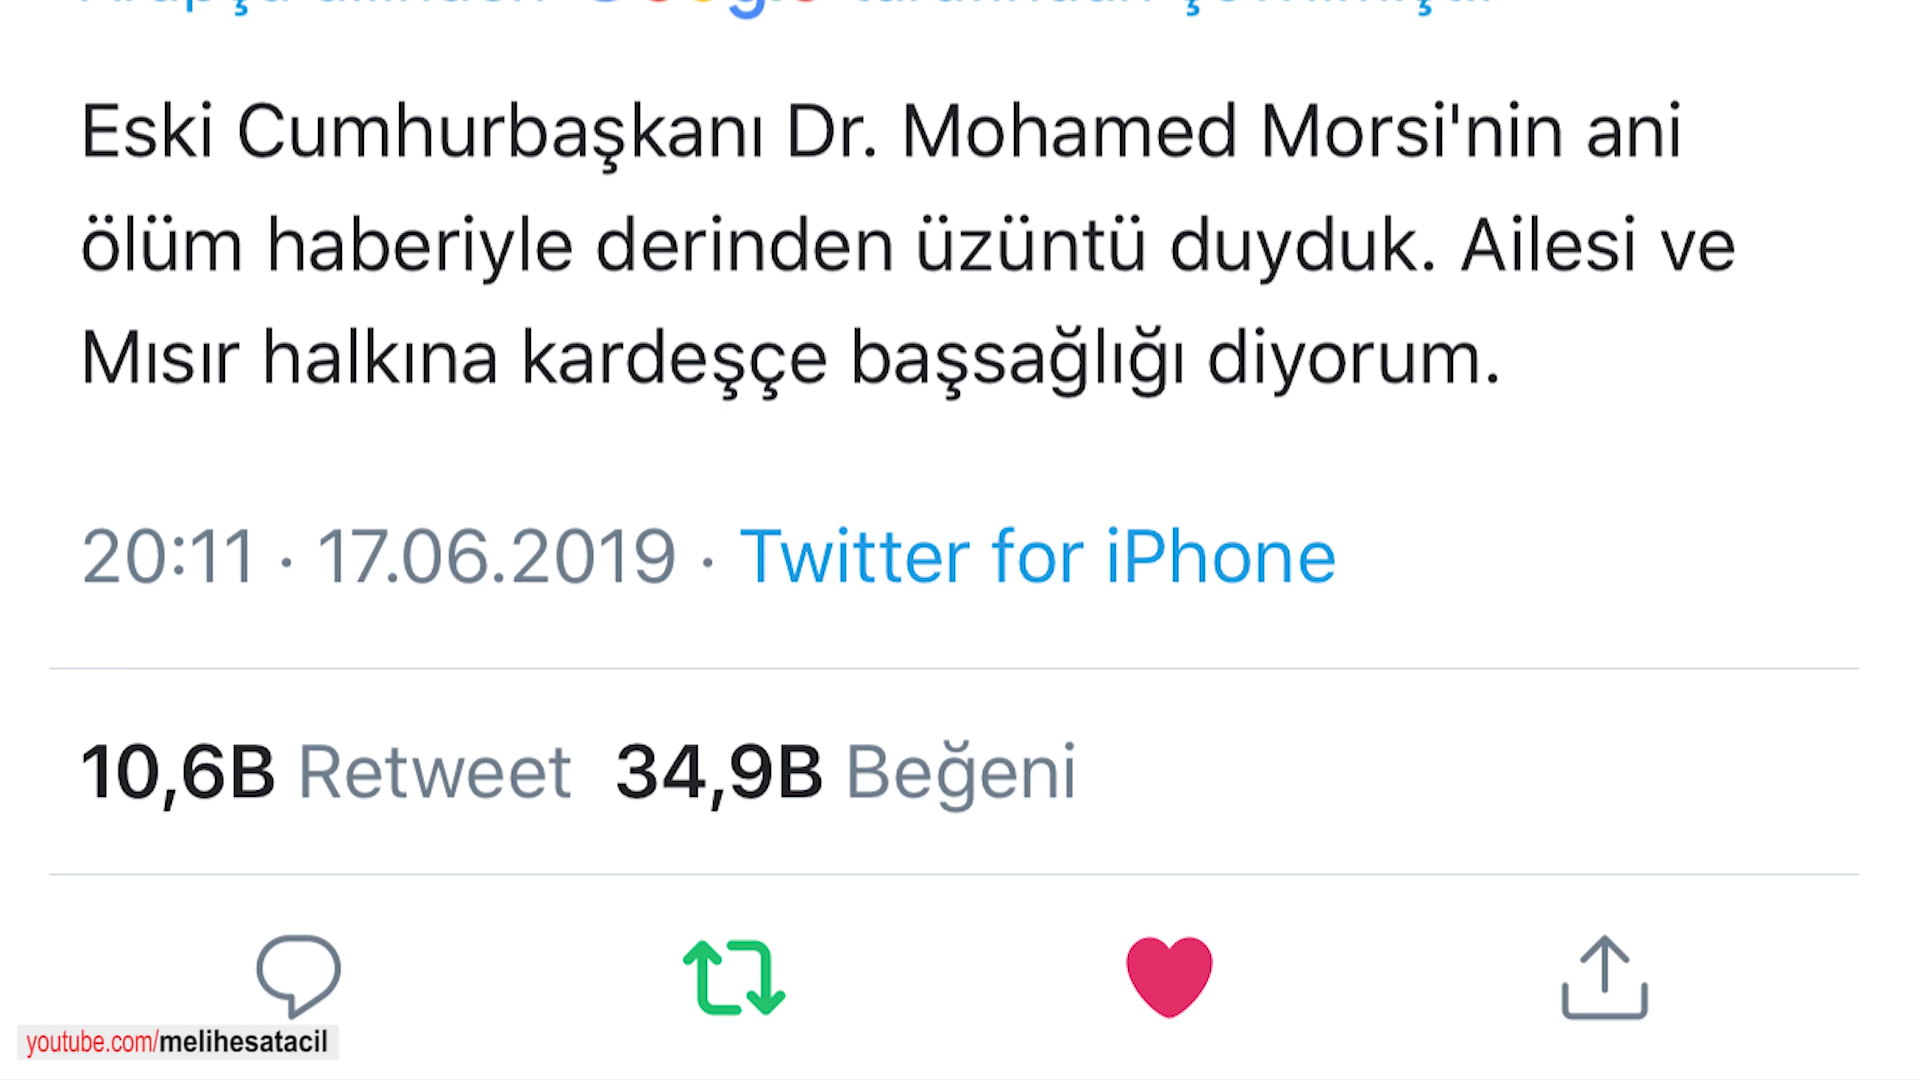 Eski Cumhurbaşkanı Dr. Mohamed Morsi'nin ani
ölüm haberiyle derinden üzüntü duyduk. Ailesi ve
Mısır halkına kardeşçe başsağlığı diyorum.
20:11 · 17.06.2019 · Twitter for iPhone
10,6B Retweet 34,9B Beğeni
youtube.com/melihesatacil